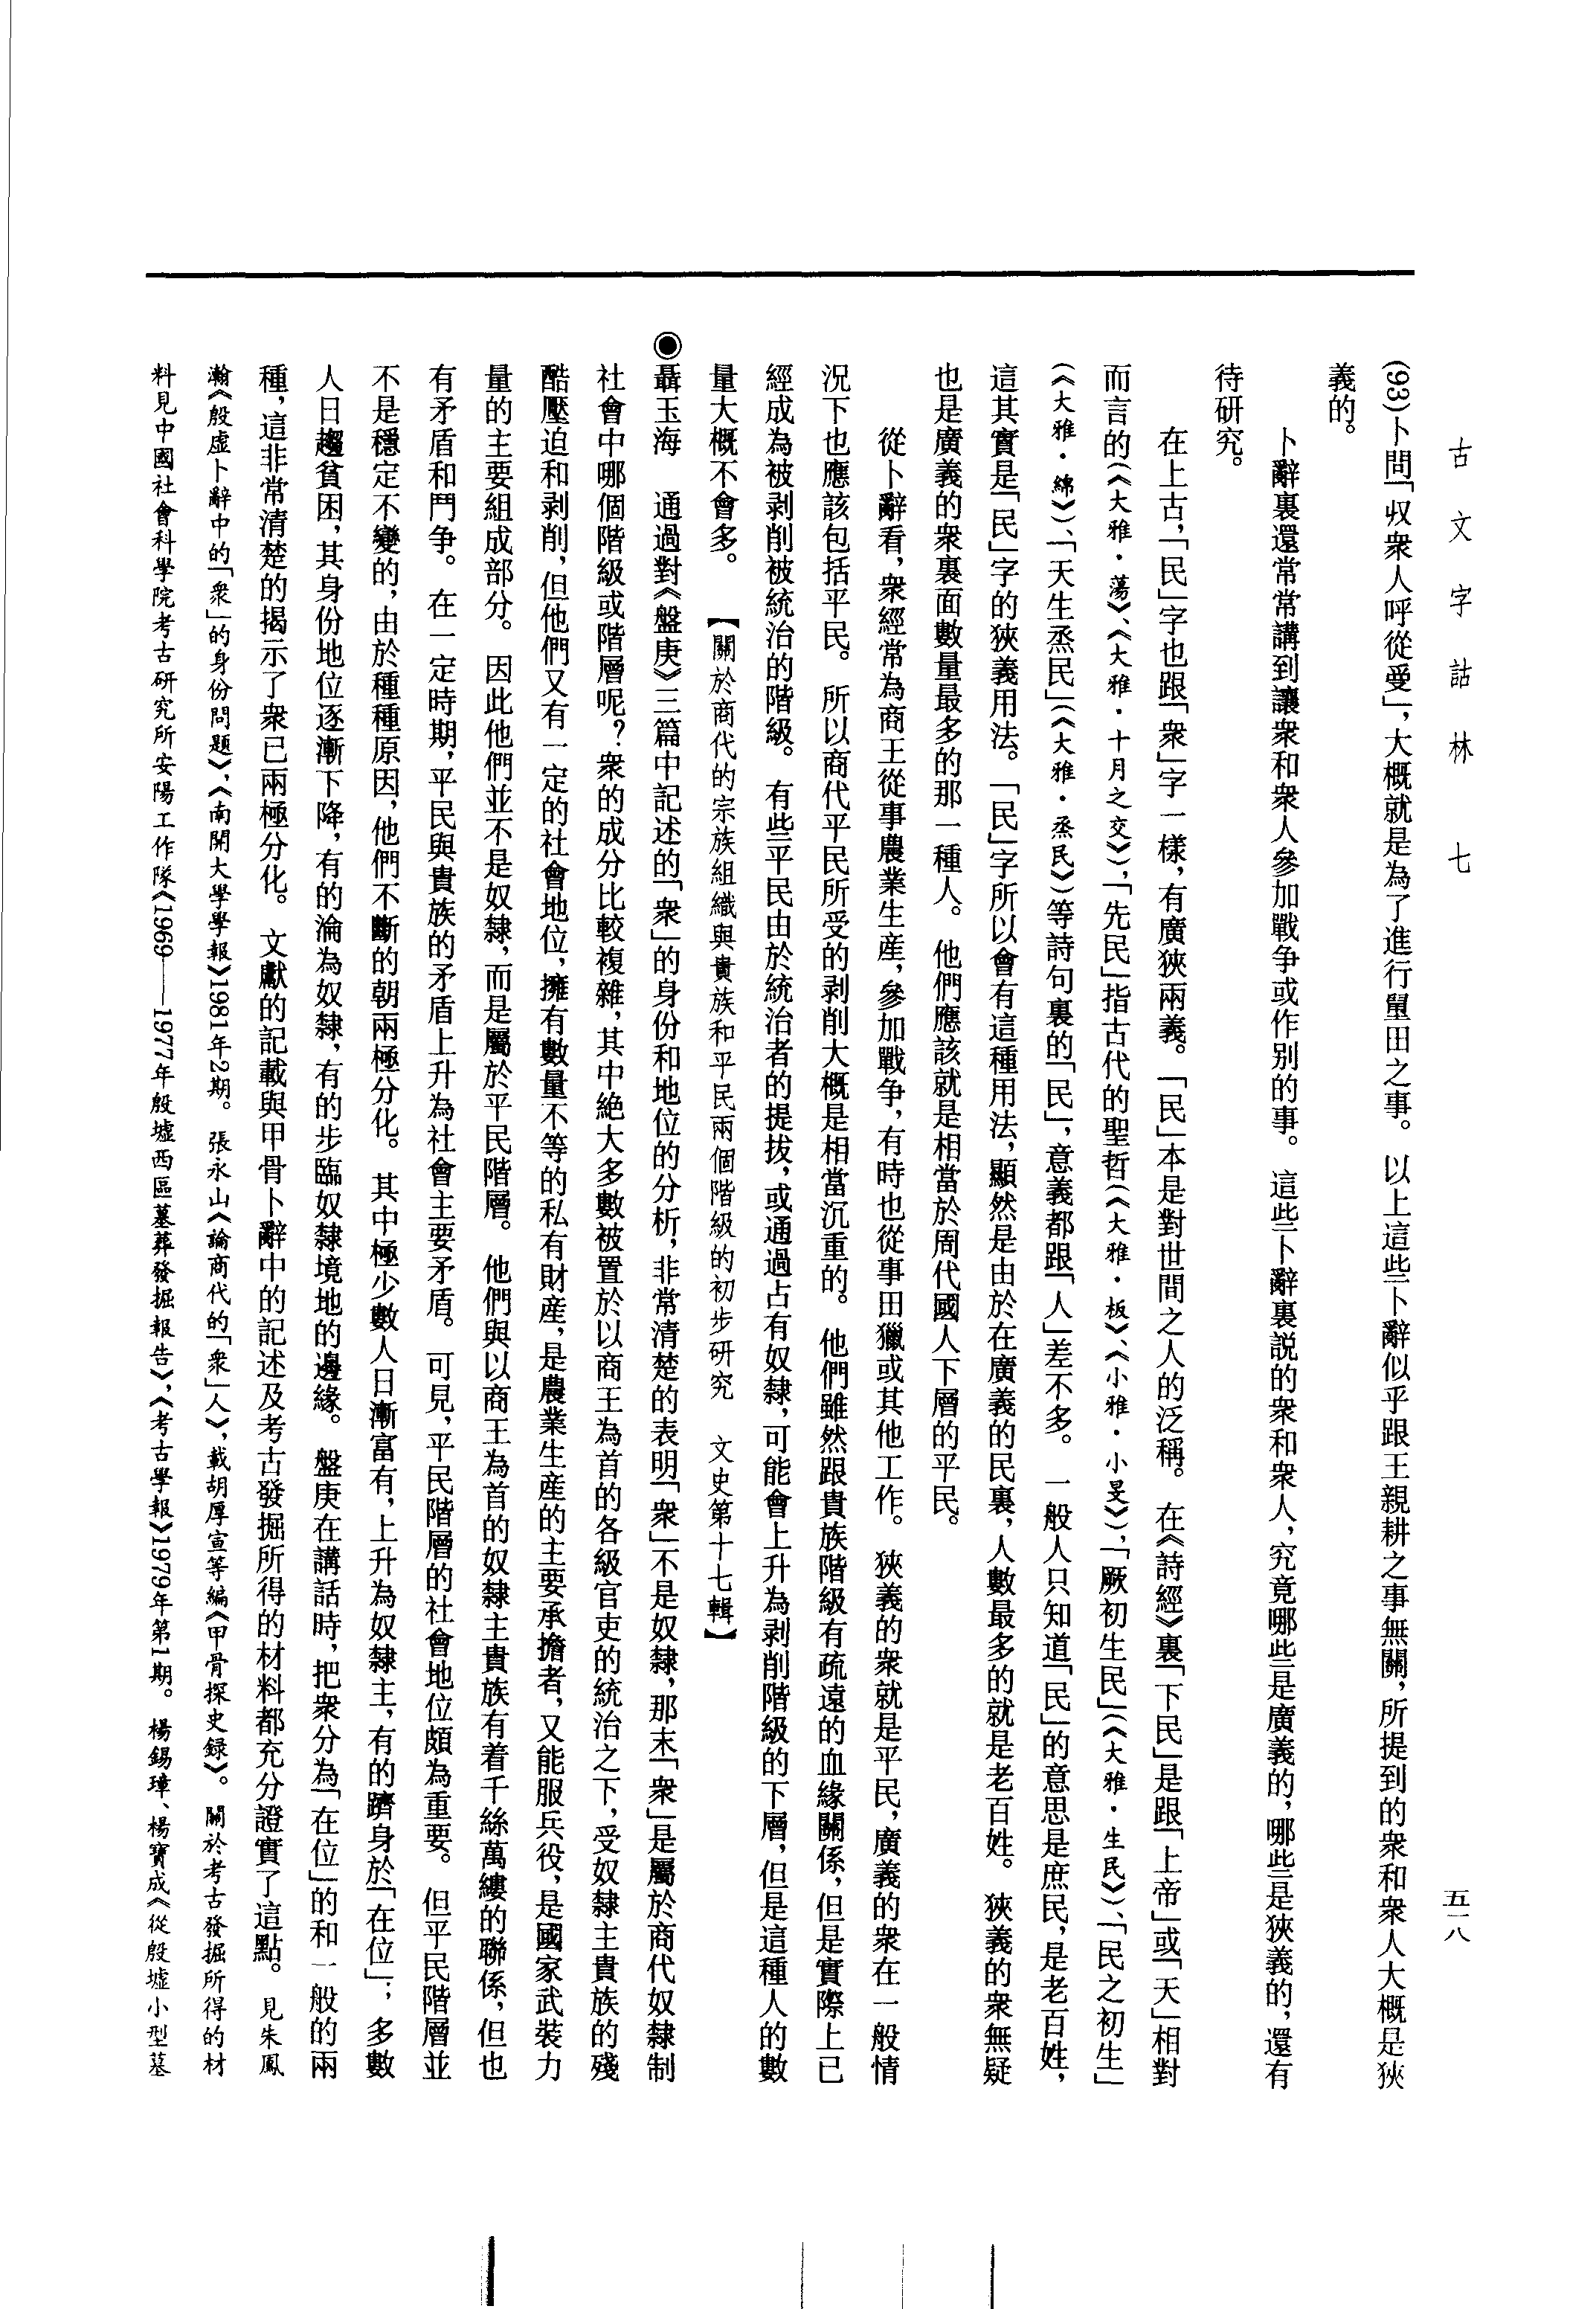 古文字詁林　七
五一八
(93)卜問「収衆人呼從受」，大概就是為了進行𡈼田之事。以上這些卜辭似乎跟王親耕之事無關，所提到的衆和衆人大概是狹
義的。
卜辭裏還常常講到讓衆和衆人參加戰争或作别的事。這些卜辭裏説的衆和衆人，究竟哪些是廣義的，哪些是狹義的，還有
待研究。
在上古，「民」字也跟「衆」字一樣，有廣狹兩義。「民」本是對世間之人的泛稱。在《詩經》裏「下民」是跟「上帝」或「天」相對
而言的(《大雅·蕩》、《大雅·十月之交》)，「先民」指古代的聖哲(《大雅·板》、《小雅·小旻》)，「厥初生民」(《大雅·生民》)、「民之初生」
(《大雅·綿》)、「天生烝民」(《大雅·烝民》)等詩句裏的「民」，意義都跟「人」差不多。一般人只知道「民」的意思是庶民，是老百姓，
這其實是「民」字的狹義用法。「民」字所以會有這種用法，顯然是由於在廣義的民裏，人數最多的就是老百姓。狹義的衆無疑
也是廣義的衆裏面數量最多的那一種人。他們應該就是相當於周代國人下層的平民。
從卜辭看，衆經常為商王從事農業生産，參加戰争，有時也從事田獵或其他工作。狹義的衆就是平民，廣義的衆在一般情
況下也應該包括平民。所以商代平民所受的剥削大概是相當沉重的。他們雖然跟貴族階級有疏遠的血緣關係，但是實際上已
經成為被剥削被統治的階級。有些平民由於統治者的提拔，或通過占有奴隸，可能會上升為剥削階級的下層，但是這種人的數
量大概不會多。【關於商代的宗族組織與貴族和平民兩個階級的初步研究　文史第十七輯】
◉聶玉海　通過對《盤庚》三篇中記述的「衆」的身份和地位的分析，非常清楚的表明「衆」不是奴隸，那末「衆」是屬於商代奴隸制
社會中哪個階級或階層呢？衆的成分比較複雜，其中絶大多數被置於以商王為首的各級官吏的統治之下，受奴隸主貴族的殘
酷壓迫和剥削，但他們又有一定的社會地位，擁有數量不等的私有財産，是農業生産的主要承擔者，又能服兵役，是國家武裝力
量的主要組成部分。因此他們並不是奴隸，而是屬於平民階層。他們與以商王為首的奴隸主貴族有着千絲萬縷的聯係，但也
有矛盾和鬥争。在一定時期，平民與貴族的矛盾上升為社會主要矛盾。可見，平民階層的社會地位頗為重要。但平民階層並
不是穩定不變的，由於種種原因，他們不斷的朝兩極分化。其中極少數人日漸富有，上升為奴隸主，有的躋身於「在位」；多數
人日趨貧困，其身份地位逐漸下降，有的淪為奴隸，有的步臨奴隸境地的邊緣。盤庚在講話時，把衆分為「在位」的和一般的兩
種，這非常清楚的揭示了衆已兩極分化。文獻的記載與甲骨卜辭中的記述及考古發掘所得的材料都充分證實了這點。見朱鳳
瀚《殷虚卜辭中的「衆」的身份問題》，《南開大學學報》1981年2期。張永山《論商代的「衆」人》，載胡厚宣等編《甲骨探史録》。關於考古發掘所得的材
料見中國社會科學院考古研究所安陽工作隊《1969——1977年殷墟西區墓葬發掘報告》，《考古學報》1979年第1期。楊錫璋、楊寶成《從殷墟小型墓